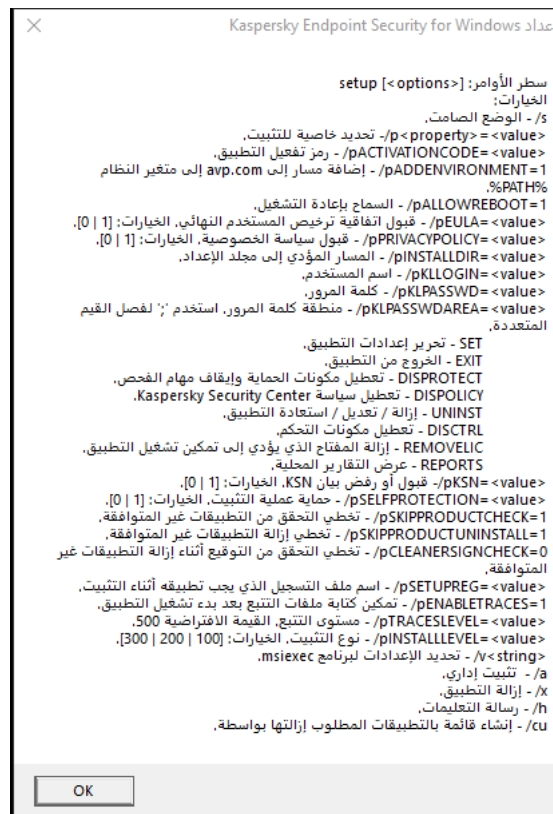 عداد Kaspersky Endpoint Security for Windows
سطر الأوامر: setup [<options>]
الخيارات:
/s - الوضع الصامت.
/p<property>=<value> - تحديد خاصية للتثبيت.
/pACTIVATIONCODE=<value> - رمز تفعيل التطبيق.
/pADDENVIRONMENT=1 - إضافة مسار إلى avp.com إلى متغير النظام
%PATH%.
/pALLOWREBOOT=1 - السماح بإعادة التشغيل.
/pEULA=<value> - قبول اتفاقية ترخيص المستخدم النهائي. الخيارات: [1 | 0].
/pPRIVACYPOLICY=<value> - قبول سياسة الخصوصية. الخيارات: [1 | 0].
/pINSTALLDIR=<value> - المسار المؤدي إلى مجلد الإعداد.
/pKLLOGIN=<value> - اسم المستخدم.
/pKLPASSWD=<value> - كلمة المرور.
/pKLPASSWDAREA=<value> - منطقة كلمة المرور. استخدم ';' لفصل القيم
المتعددة.
SET - تحرير إعدادات التطبيق.
EXIT - الخروج من التطبيق.
DISPROTECT - تعطيل مكونات الحماية وإيقاف مهام الفحص.
DISPOLICY - تعطيل سياسة Kaspersky Security Center.
UNINST - إزالة / تعديل / استعادة التطبيق.
DISCTRL - تعطيل مكونات التحكم.
REMOVELIC - إزالة المفتاح الذي يؤدي إلى تمكين تشغيل التطبيق.
REPORTS - عرض التقارير المحلية.
/pKSN=<value> - قبول أو رفض بيان KSN. الخيارات: [1 | 0].
/pSELFPROTECTION=<value> - حماية عملية التثبيت. الخيارات: [1 | 0].
/pSKIPPRODUCTCHECK=1 - تخطي التحقق من التطبيقات غير المتوافقة.
/pSKIPPRODUCTUNINSTALL=1 - تخطي إزالة التطبيقات غير المتوافقة.
/pCLEANERSIGNCHECK=0 - تخطي التحقق من التوقيع أثناء إزالة التطبيقات غير
المتوافقة.
/pSETUPREG=<value> - اسم ملف التسجيل الذي يجب تطبيقه أثناء التثبيت.
/pENABLETRACES=1 - تمكين كتابة ملفات التتبع بعد بدء تشغيل التطبيق.
/pTRACESLEVEL=<value> - مستوى التتبع. القيمة الافتراضية 500.
/pINSTALLLEVEL=<value> - نوع التثبيت. الخيارات: [100 | 200 | 300].
/v<string> - تحديد الإعدادات لبرنامج msiexec.
/a - تثبيت إداري.
/x - إزالة التطبيق.
/h - رسالة التعليمات.
/cu - إنشاء قائمة بالتطبيقات المطلوب إزالتها بواسطة.
OK